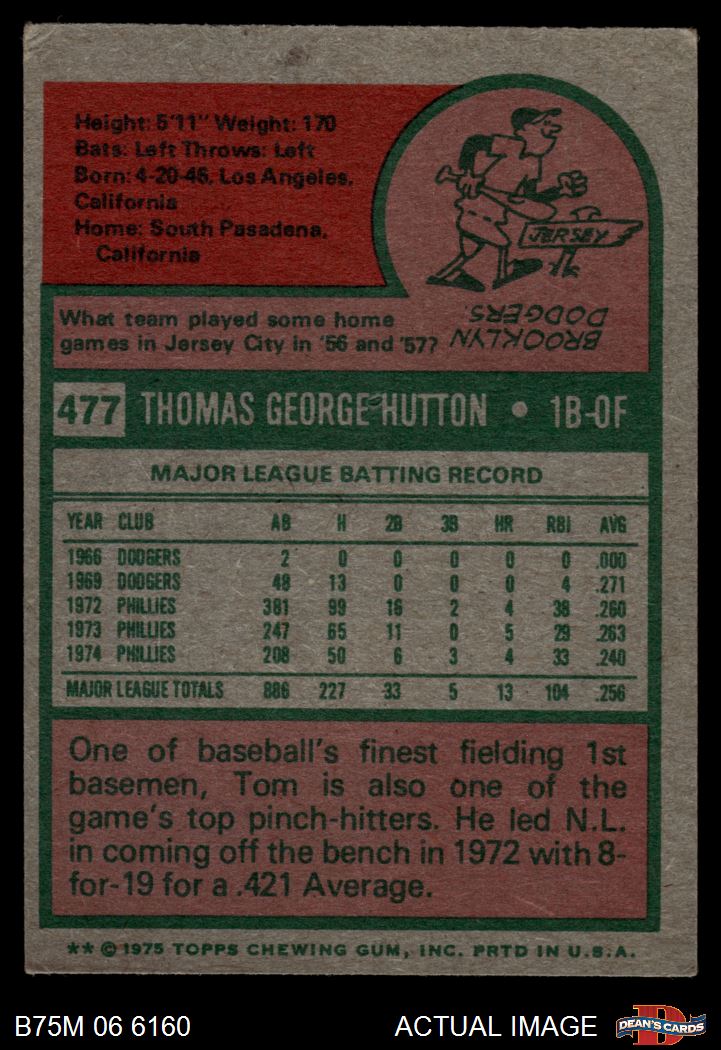 Height: 5'11" Weight: 170
Bats: Left Throws: Left
Born: 4-20-46, Los Angeles,
California
Home: South Pasadena,
California
JERSEY
What team played some home
games in Jersey City in '56 and '57?
BROOKLYN
DODGERS.
477 THOMAS GEORGE HUTTON • 1B-OF
MAJOR LEAGUE BATTING RECORD
YEAR CLUB AB H 2B 3B HR RBI AVG
1966 DODGERS 2 0 0 0 0 0 .000
1969 DODGERS 48 13 0 0 0 4 .271
1972 PHILLIES 381 99 16 2 4 38 .260
1973 PHILLIES 247 65 11 0 5 29 .263
1974 PHILLIES 208 50 6 3 4 33 .240
MAJOR LEAGUE TOTALS 886 227 33 5 13 104 .256
One of baseball's finest fielding 1st
basemen, Tom is also one of the
game's top pinch-hitters. He led N.L.
in coming off the bench in 1972 with 8-
for-19 for a .421 Average.
** © 1975 TOPPS CHEWING GUM, INC. PRTD IN U.S.A.
B75M 06 6160 ACTUAL IMAGE
D
DEAN'S CARDS